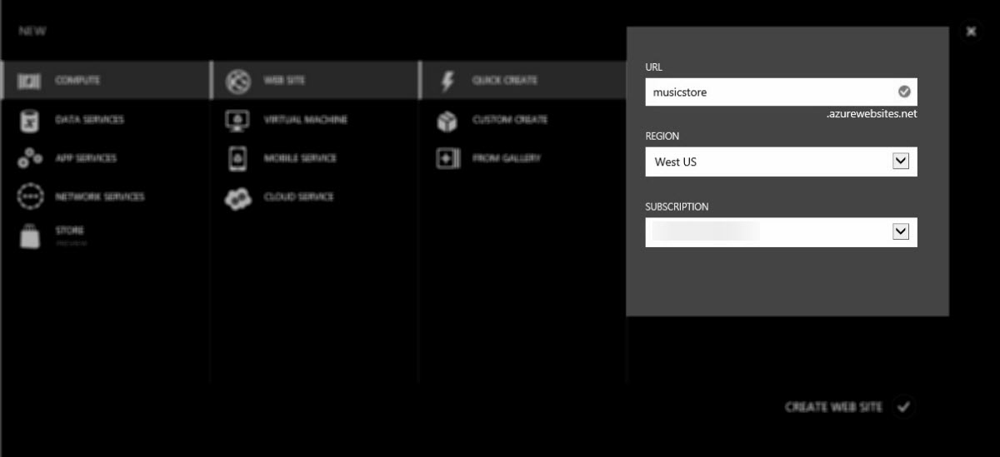 NEW
COMPUTE
DATA SERVICES
APP SERVICES
NETWORK SERVICES
STORE
PREVIEW
WEB SITE
VIRTUAL MACHINE
MOBILE SERVICE
CLOUD SERVICE
QUICK CREATE
CUSTOM CREATE
FROM GALLERY
URL
musicstore
.azurewebsites.net
REGION
West US
SUBSCRIPTION
CREATE WEB SITE